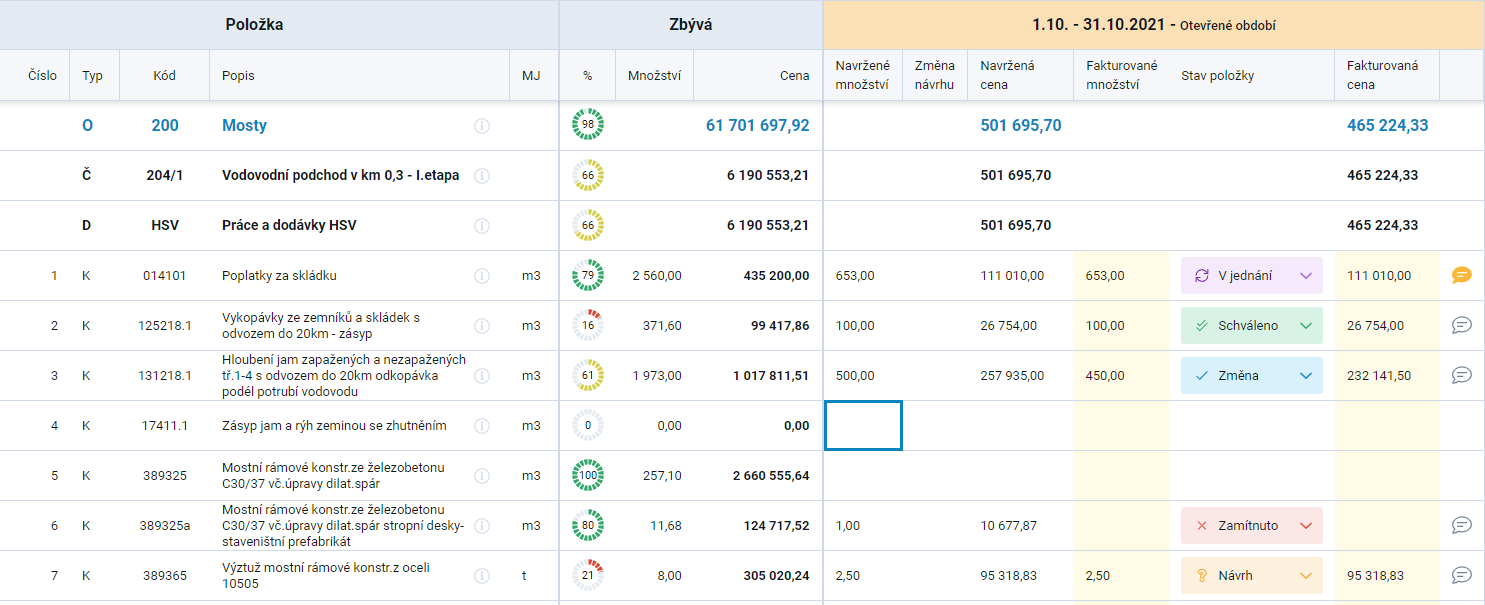 Položka Zbývá 1.10. - 31.10.2021 - Otevřené období
Číslo Typ Kód Popis MJ % Množství Cena Navržené množství Změna návrhu Navržená cena Fakturované množství Stav položky Fakturovaná cena
O 200 Mosty 98 61 701 697,92 501 695,70 465 224,33
Č 204/1 Vodovodní podchod v km 0,3 - I.etapa 66 6 190 553,21 501 695,70 465 224,33
D HSV Práce a dodávky HSV 66 6 190 553,21 501 695,70 465 224,33
1 K 014101 Poplatky za skládku m3 79 2 560,00 435 200,00 653,00 111 010,00 653,00 V jednání 111 010,00
2 K 125218.1 Vykopávky ze zemníků a skládek s
odvozem do 20km - zásyp m3 16 371,60 99 417,86 100,00 26 754,00 100,00 Schváleno 26 754,00
3 K 131218.1 Hloubení jam zapažených a nezapažených
tř.1-4 s odvozem do 20km odkopávka
podél potrubí vodovodu m3 61 1 973,00 1 017 811,51 500,00 257 935,00 450,00 Změna 232 141,50
4 K 17411.1 Zásyp jam a rýh zeminou se zhutněním m3 0 0,00 0,00
5 K 389325 Mostní rámové konstr.ze železobetonu
C30/37 vč.úpravy dilat.spár m3 100 257,10 2 660 555,64
6 K 389325a Mostní rámové konstr.ze železobetonu
C30/37 vč.úpravy dilat.spár stropní desky-
staveništní prefabrikát m3 80 11,68 124 717,52 1,00 10 677,87 Zamítnuto
7 K 389365 Výztuž mostní rámové konstr.z oceli
10505 t 21 8,00 305 020,24 2,50 95 318,83 2,50 Návrh 95 318,83